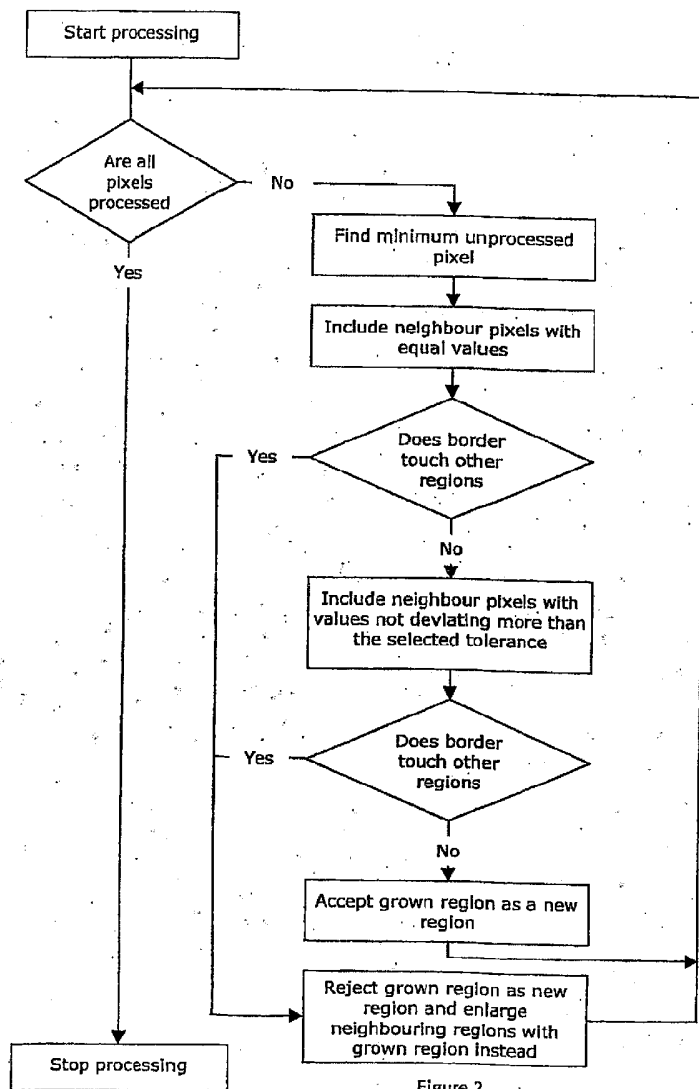 Start processing
Are all
pixels
processed
No
Yes
Find minimum unprocessed
pixel
Include neighbour pixels with
equal values
Does border
touch other
regions
Yes
No
Include neighbour pixels with
values not deviating more than
the selected tolerance
Does border
touch other
regions
Yes
No
Accept grown region as a new
region
Reject grown region as new
region and enlarge
neighbouring regions with
grown region instead
Stop processing
Figure 2